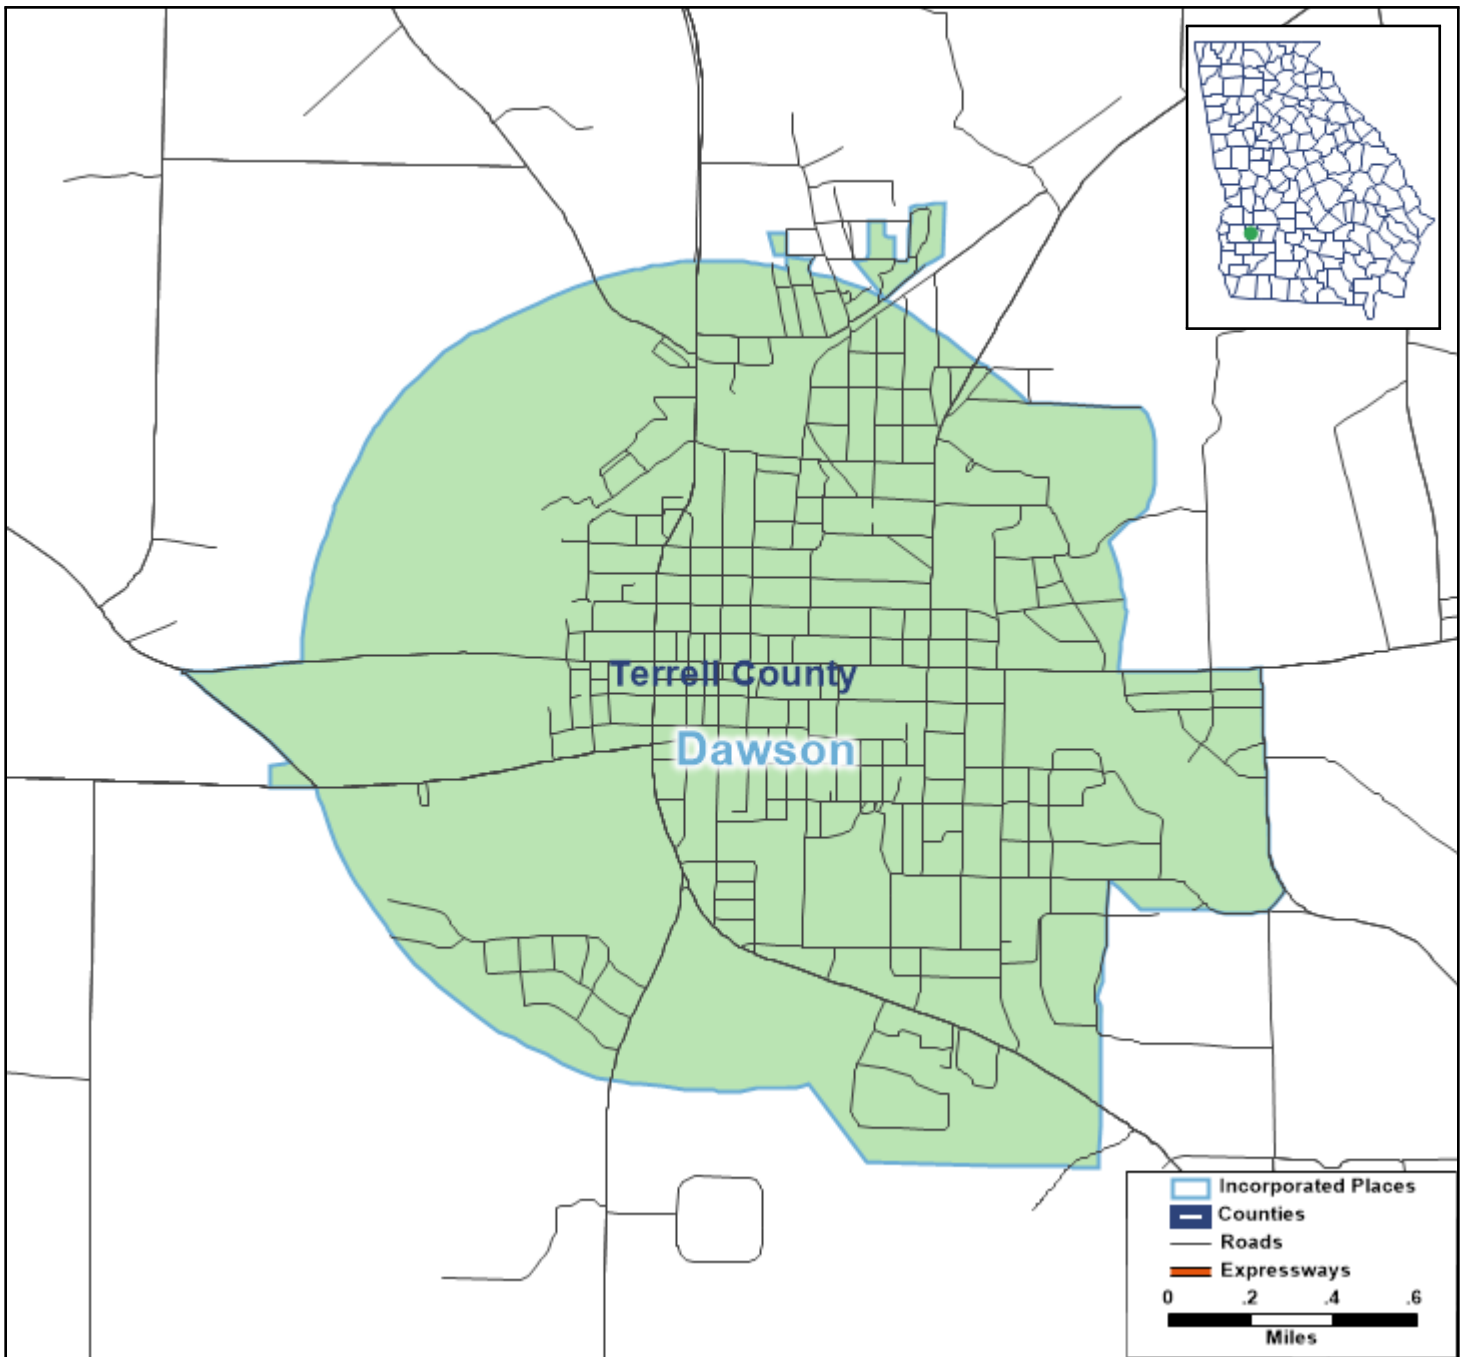 Terrell County
Dawson
Incorporated Places
Counties
Roads
Expressways
0 .2 .4 .6
Miles